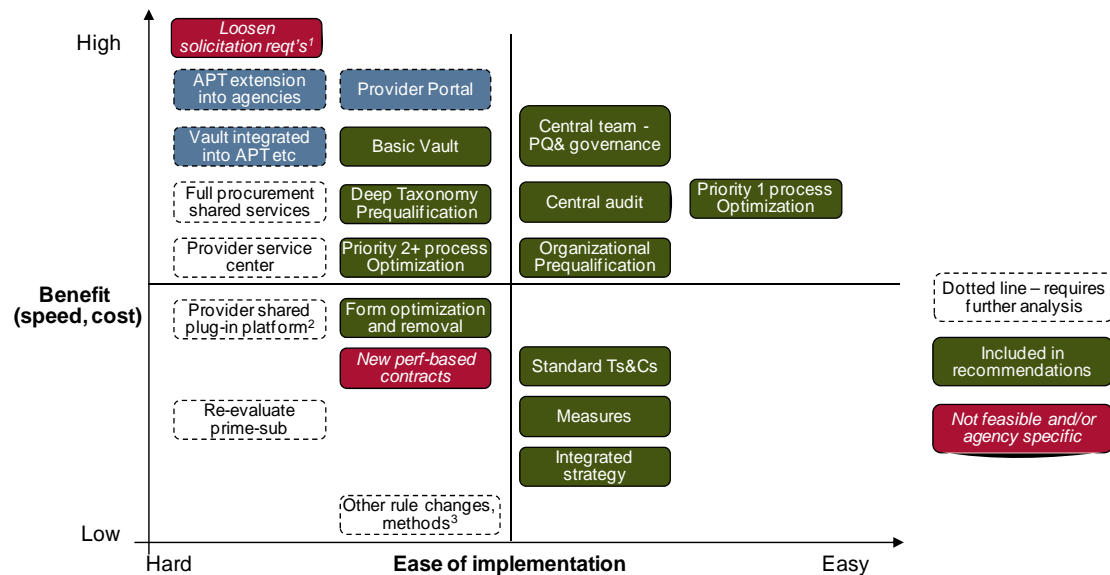 High
Loosen
solicitation reqt's¹
APT extension
into agencies
Provider Portal
Vault integrated
into APT etc
Basic Vault
Central team -
PQ& governance
Full procurement
shared services
Deep Taxonomy
Prequalification
Central audit
Priority 1 process
Optimization
Provider service
center
Priority 2+ process
Optimization
Organizational
Prequalification
Benefit
(speed, cost)
Provider shared
plug-in platform²
Form optimization
and removal
New perf-based
contracts
Standard Ts&Cs
Re-evaluate
prime-sub
Measures
Integrated
strategy
Other rule changes,
methods³
Low
Hard
Ease of implementation
Easy
Dotted line – requires
further analysis
Included in
recommendations
Not feasible and/or
agency specific